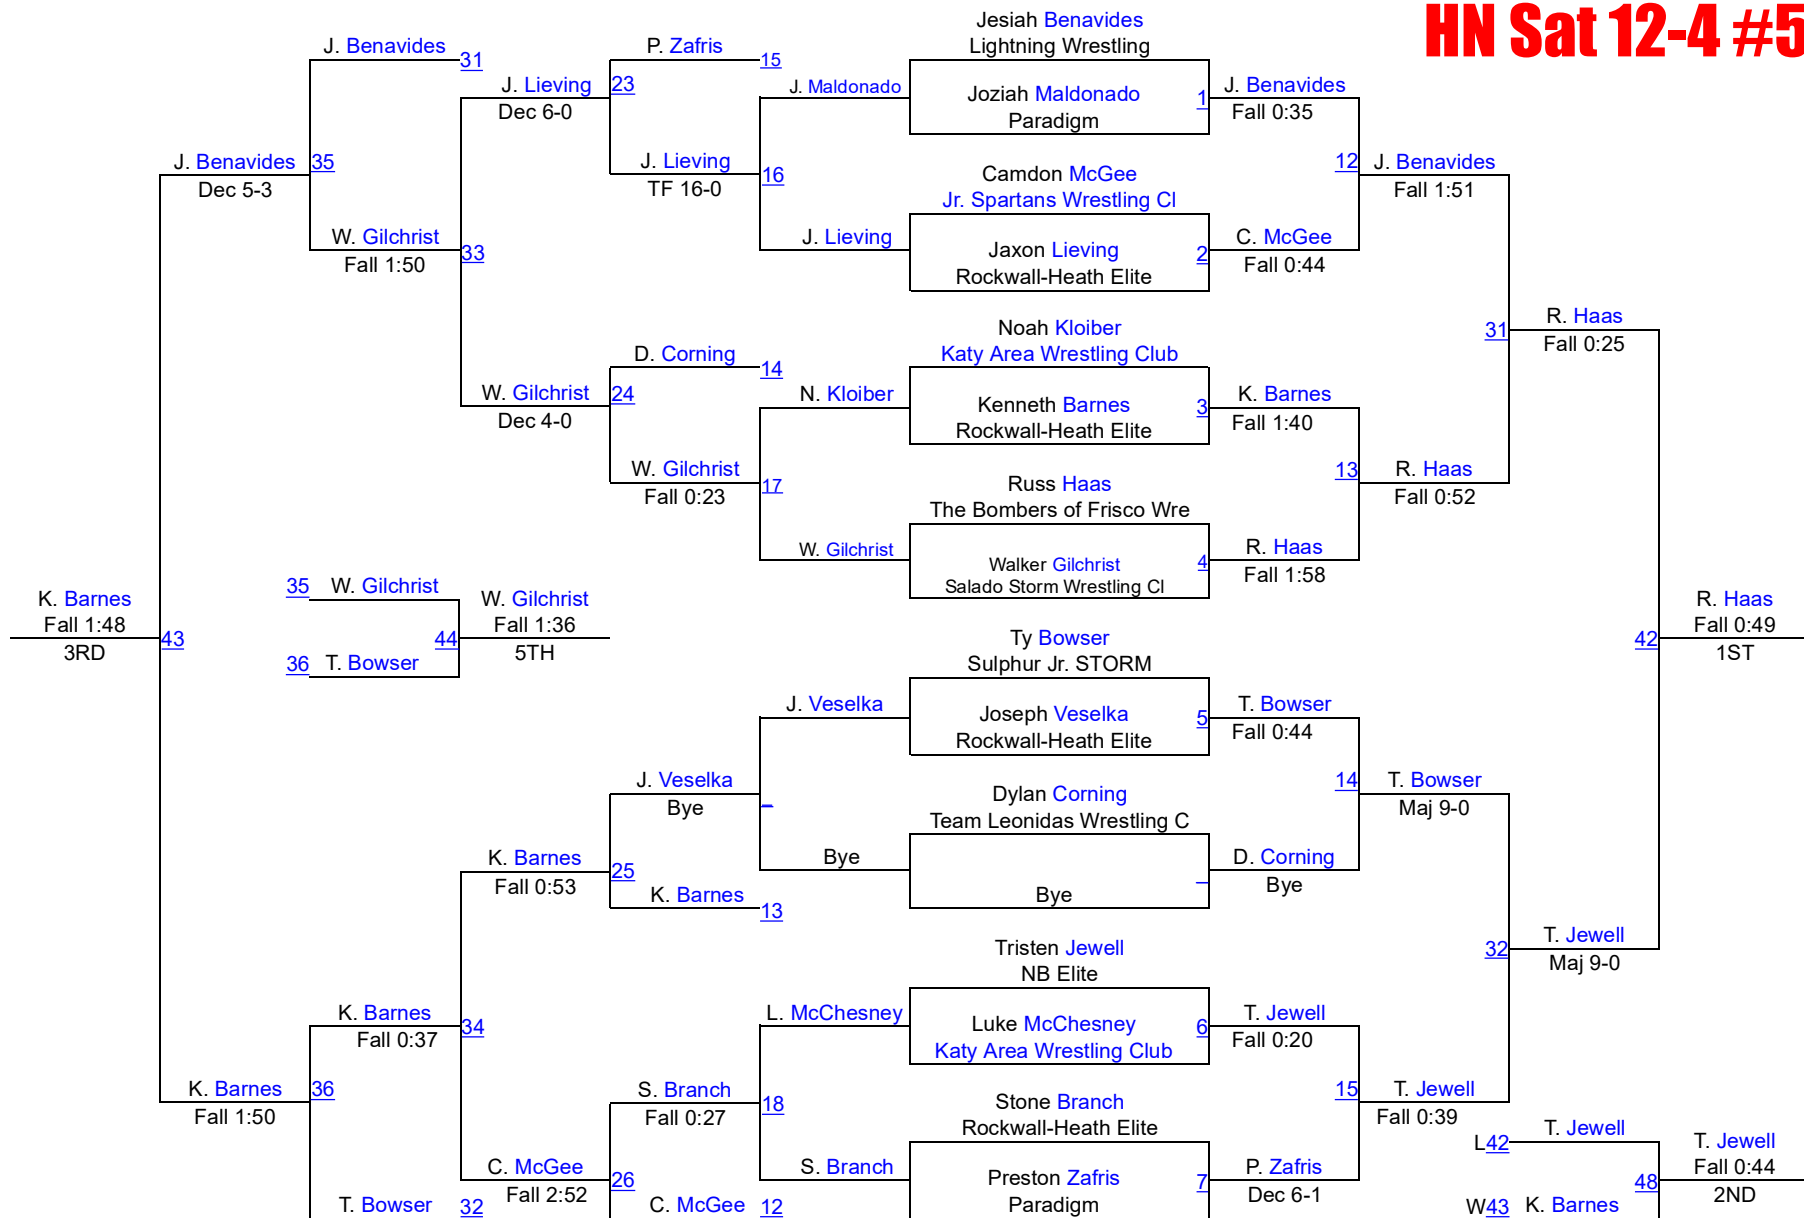 HN Sat 12-4 #5
Jesiah Benavides
Lightning Wrestling
J. Benavides
31
P. Zafris
15
J. Lieving
23
Dec 6-0
J. Maldonado
Joziah Maldonado
Paradigm
1
J. Benavides
Fall 0:35
J. Benavides
35
Dec 5-3
J. Lieving
TF 16-0
16
Camdon McGee
Jr. Spartans Wrestling Cl
12
J. Benavides
Fall 1:51
W. Gilchrist
Fall 1:50
33
J. Lieving
Jaxon Lieving
Rockwall-Heath Elite
2
C. McGee
Fall 0:44
Noah Kloiber
Katy Area Wrestling Club
31
R. Haas
Fall 0:25
D. Corning
14
W. Gilchrist
24
Dec 4-0
N. Kloiber
Kenneth Barnes
Rockwall-Heath Elite
3
K. Barnes
Fall 1:40
W. Gilchrist
Fall 0:23
17
Russ Haas
The Bombers of Frisco Wre
13
R. Haas
Fall 0:52
W. Gilchrist
Walker Gilchrist
Salado Storm Wrestling Cl
4
R. Haas
Fall 1:58
K. Barnes
Fall 1:48
3RD
43
35
W. Gilchrist
36
T. Bowser
44
W. Gilchrist
Fall 1:36
5TH
Ty Bowser
Sulphur Jr. STORM
42
R. Haas
Fall 0:49
1ST
J. Veselka
Joseph Veselka
Rockwall-Heath Elite
5
T. Bowser
Fall 0:44
J. Veselka
Bye
Dylan Corning
Team Leonidas Wrestling C
14
T. Bowser
Maj 9-0
K. Barnes
Fall 0:53
25
Bye
Bye
D. Corning
Bye
K. Barnes
13
Tristen Jewell
NB Elite
32
T. Jewell
Maj 9-0
K. Barnes
Fall 0:37
34
L. McChesney
Luke McChesney
Katy Area Wrestling Club
6
T. Jewell
Fall 0:20
K. Barnes
Fall 1:50
36
S. Branch
Fall 0:27
18
Stone Branch
Rockwall-Heath Elite
15
T. Jewell
Fall 0:39
L42
T. Jewell
T. Jewell
Fall 0:44
2ND
48
C. McGee
Fall 2:52
26
S. Branch
Preston Zafris
Paradigm
7
P. Zafris
Dec 6-1
T. Bowser
32
C. McGee
12
W43
K. Barnes